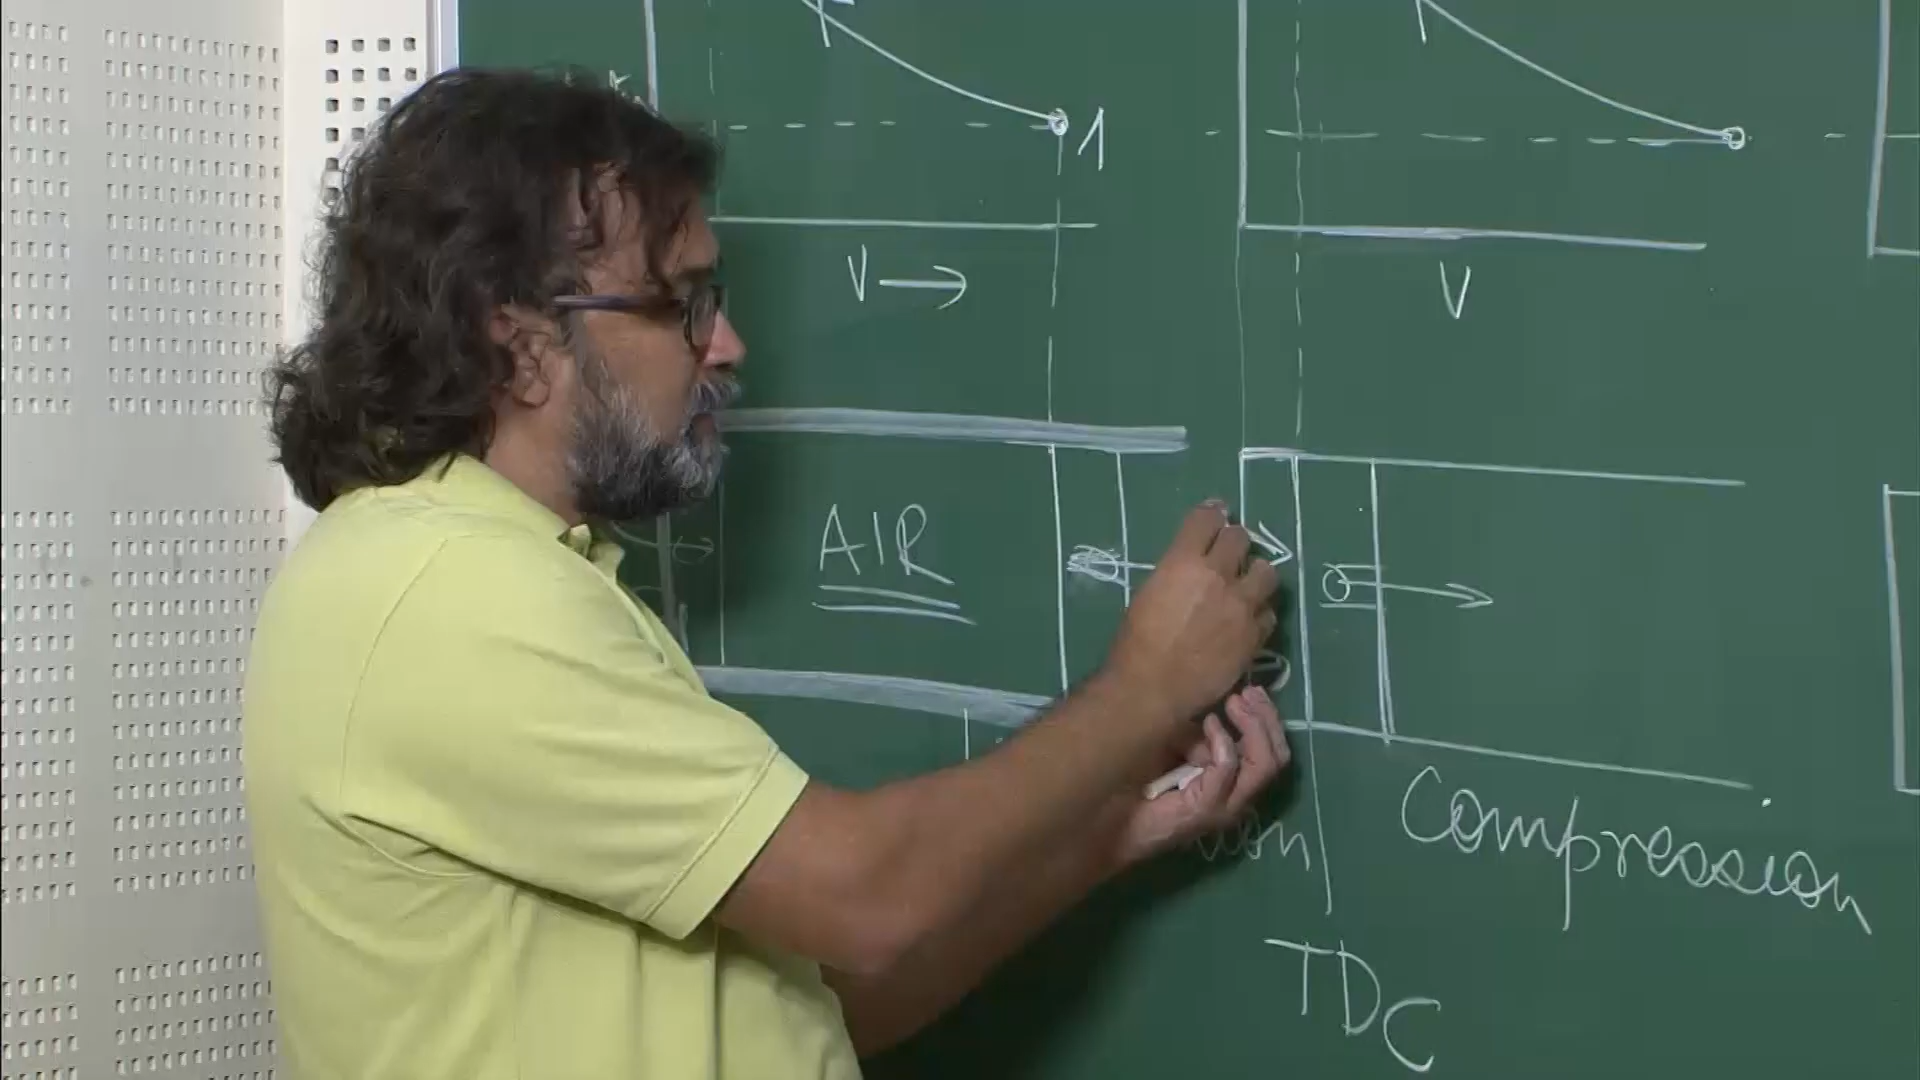 1
V
V
AIR
Compression
TDC